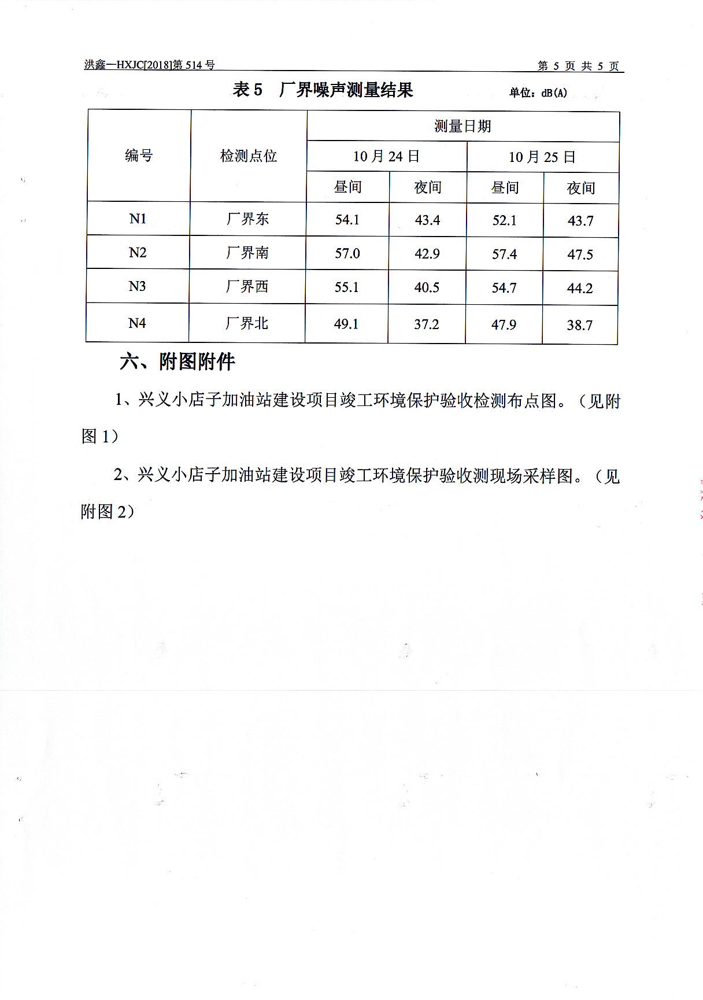 洪鑫—HXJC[2018]第 514 号 第 5 页 共 5 页
表 5 厂界噪声测量结果 单位：dB(A)
编号 检测点位 测量日期
10 月 24 日 10 月 25 日
昼间 夜间 昼间 夜间
N1 厂界东 54.1 43.4 52.1 43.7
N2 厂界南 57.0 42.9 57.4 47.5
N3 厂界西 55.1 40.5 54.7 44.2
N4 厂界北 49.1 37.2 47.9 38.7
六、附图附件
1、兴义小店子加油站建设项目竣工环境保护验收检测布点图。（见附
图 1）
2、兴义小店子加油站建设项目竣工环境保护验收测现场采样图。（见
附图 2）